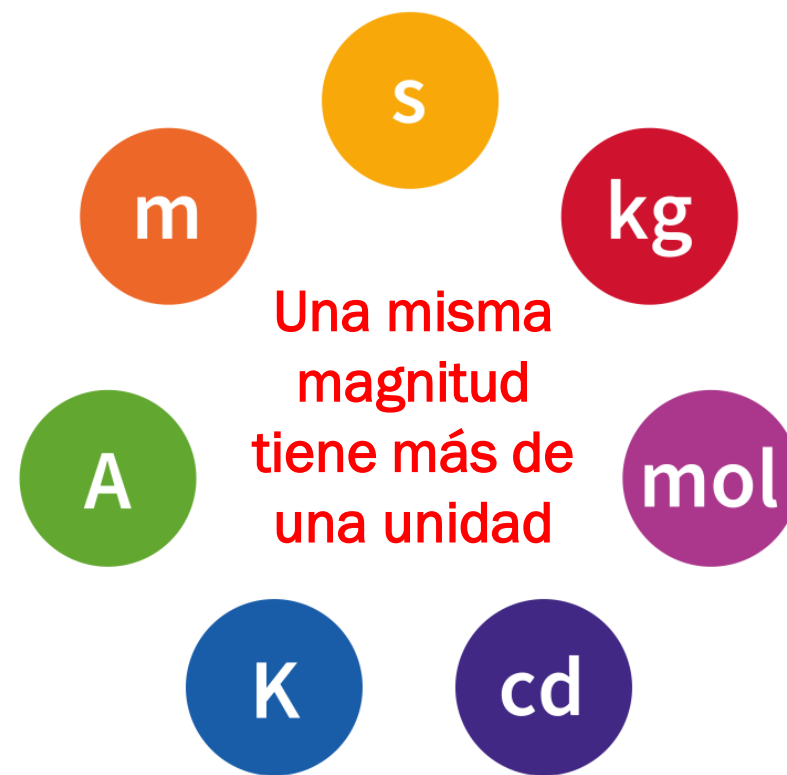 s
m
kg
Una misma
magnitud
tiene más de
una unidad
A
mol
K
cd